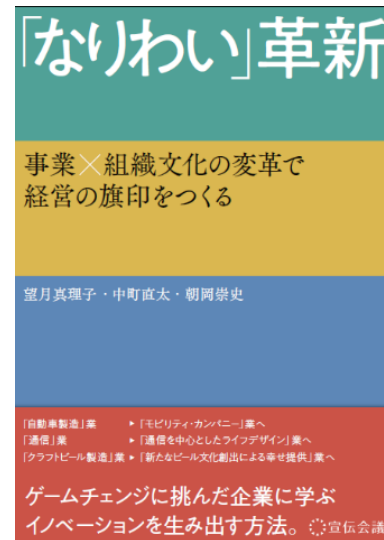 「なりわい」革新
事業×組織文化の変革で
経営の旗印をつくる
望月真理子・中町直太・朝岡崇史
「自動車製造」業 ▶「モビリティ・カンパニー」業へ
「通信」業 ▶「通信を中心としたライフデザイン」業へ
「クラフトビール製造」業 ▶「新たなビール文化創出による幸せ提供」業へ
ゲームチェンジに挑んだ企業に学ぶ
イノベーションを生み出す方法。 宣伝会議